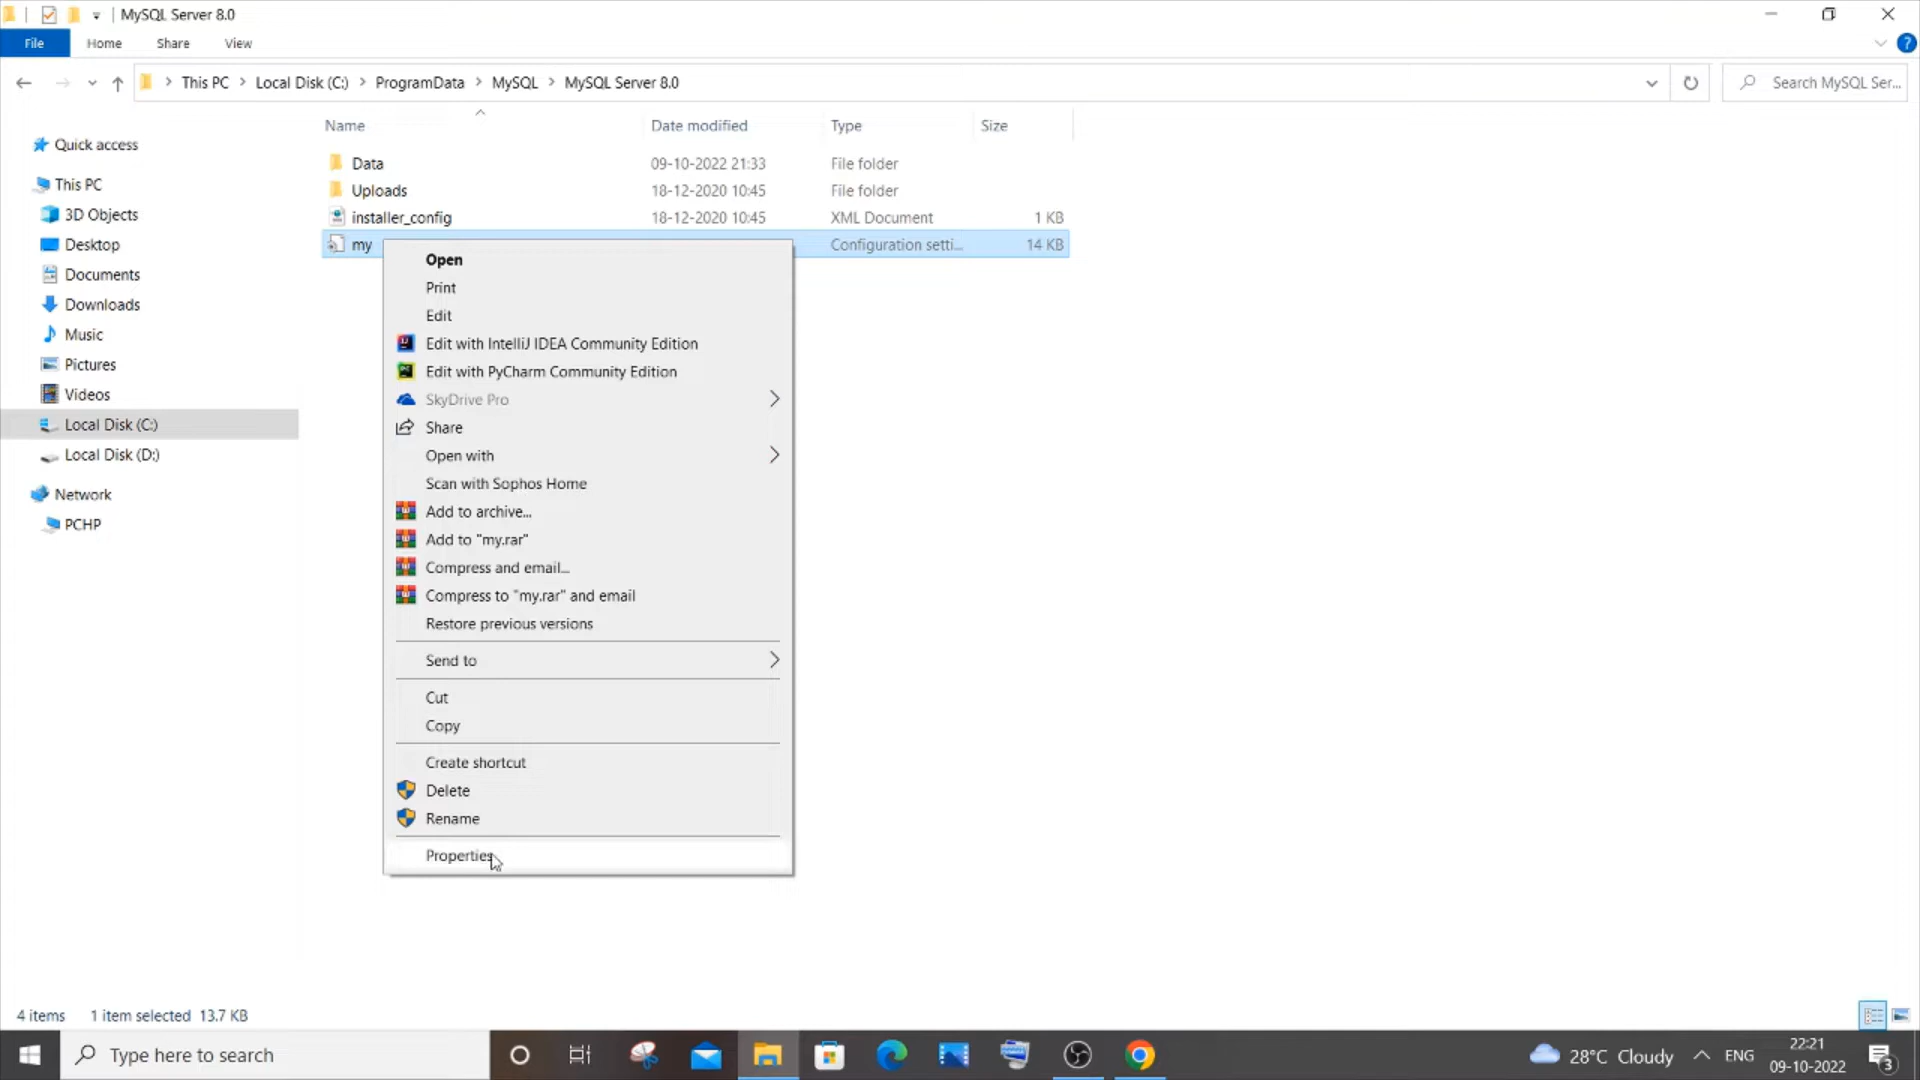 MySQL Server 8.0
File Home Share View
This PC Local Disk (C:) ProgramData MySQL MySQL Server 8.0 Search MySQL Ser...
Name Date modified Type Size
Quick access
This PC
3D Objects
Desktop
Documents
Downloads
Music
Pictures
Videos
Local Disk (C:)
Local Disk (D:)
Network
PCHP
Data 09-10-2022 21:33 File folder
Uploads 18-12-2020 10:45 File folder
installer_config 18-12-2020 10:45 XML Document 1 KB
my Configuration setti... 14 KB
Open
Print
Edit
Edit with IntelliJ IDEA Community Edition
Edit with PyCharm Community Edition
SkyDrive Pro
Share
Open with
Scan with Sophos Home
Add to archive...
Add to "my.rar"
Compress and email...
Compress to "my.rar" and email
Restore previous versions
Send to
Cut
Copy
Create shortcut
Delete
Rename
Properties
4 items 1 item selected 13.7 KB
Type here to search
28°C Cloudy ENG
22:21
09-10-2022
3